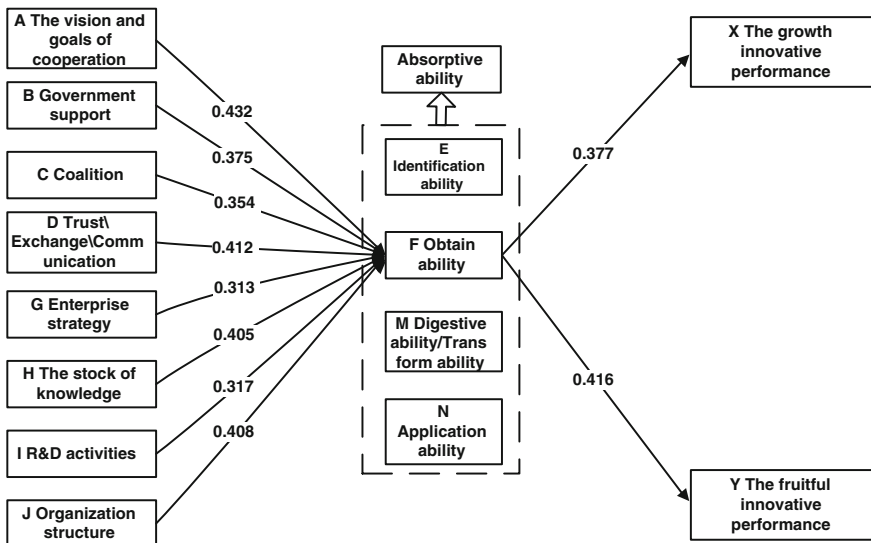 A The vision and
goals of
cooperation
B Government
support
C Coalition
D Trust\
Exchange\Comm
unication
G Enterprise
strategy
H The stock of
knowledge
I R&D activities
J Organization
structure
0.432
0.375
0.354
0.412
0.313
0.405
0.317
0.408
Absorptive
ability
E
Identification
ability
F Obtain
ability
M Digestive
ability/Trans
form ability
N
Application
ability
0.377
0.416
X The growth
innovative
performance
Y The fruitful
innovative
performance